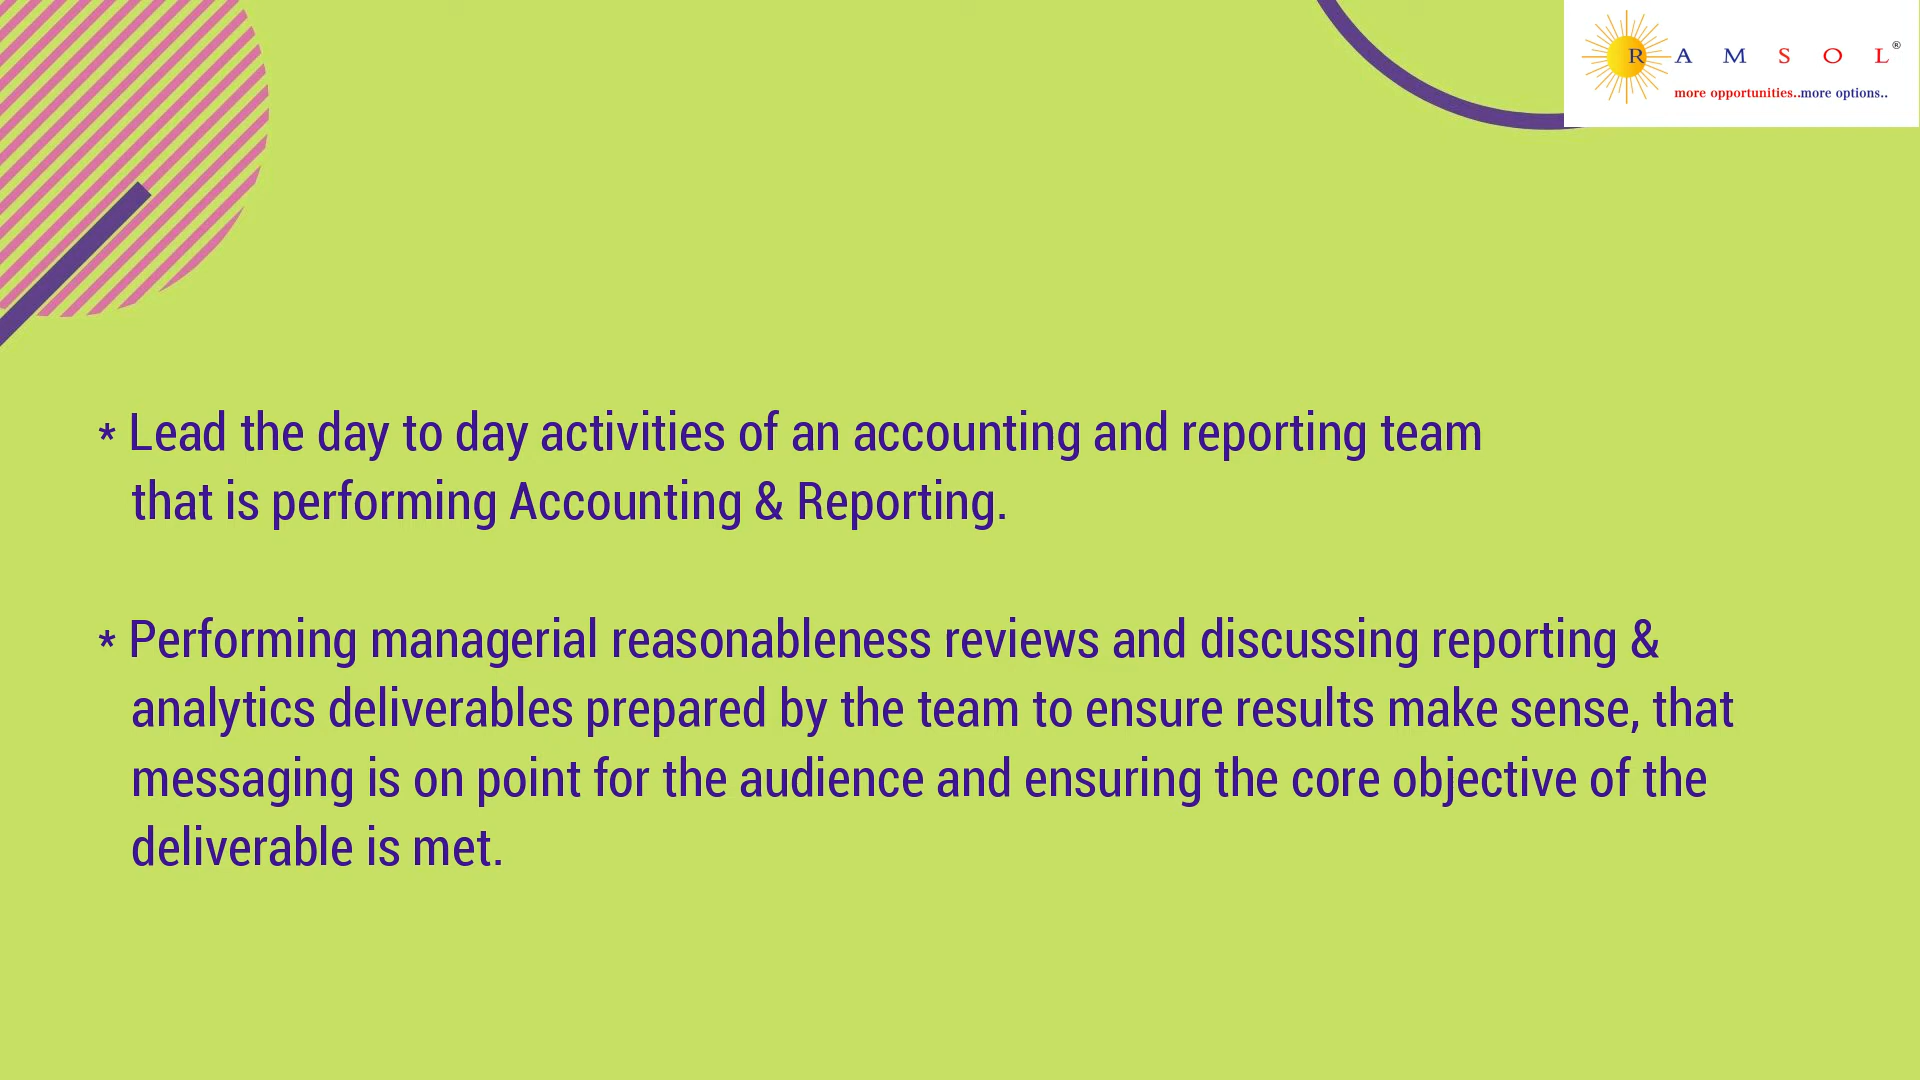 R A M S O L®
more opportunities..more options..
* Lead the day to day activities of an accounting and reporting team
that is performing Accounting & Reporting.
* Performing managerial reasonableness reviews and discussing reporting &
analytics deliverables prepared by the team to ensure results make sense, that
messaging is on point for the audience and ensuring the core objective of the
deliverable is met.